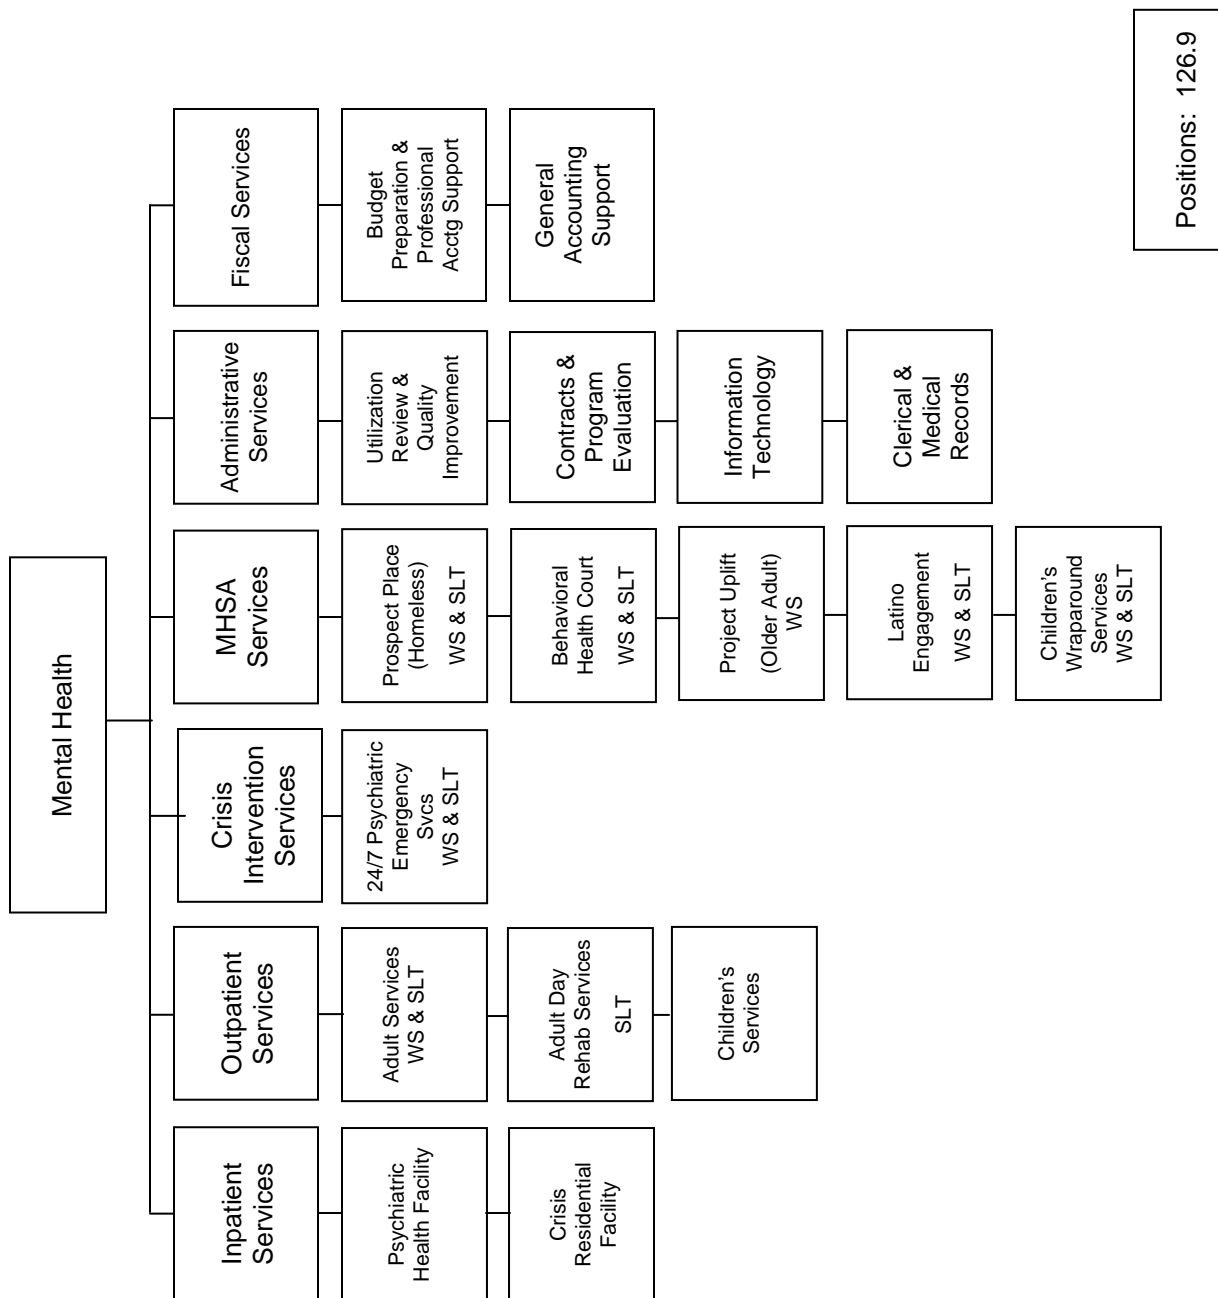 Mental Health
Inpatient
Services
Psychiatric
Health Facility
Crisis
Residential
Facility
Outpatient
Services
Adult Services
WS & SLT
Adult Day
Rehab Services
SLT
Children's
Services
Crisis
Intervention
Services
24/7 Psychiatric
Emergency
Svcs
WS & SLT
MHSA
Services
Prospect Place
(Homeless)
WS & SLT
Behavioral
Health Court
WS & SLT
Project Uplift
(Older Adult)
WS
Latino
Engagement
WS & SLT
Children's
Wraparound
Services
WS & SLT
Administrative
Services
Utilization
Review &
Quality
Improvement
Contracts &
Program
Evaluation
Information
Technology
Clerical &
Medical
Records
Fiscal Services
Budget
Preparation &
Professional
Acctg Support
General
Accounting
Support
Positions: 126.9